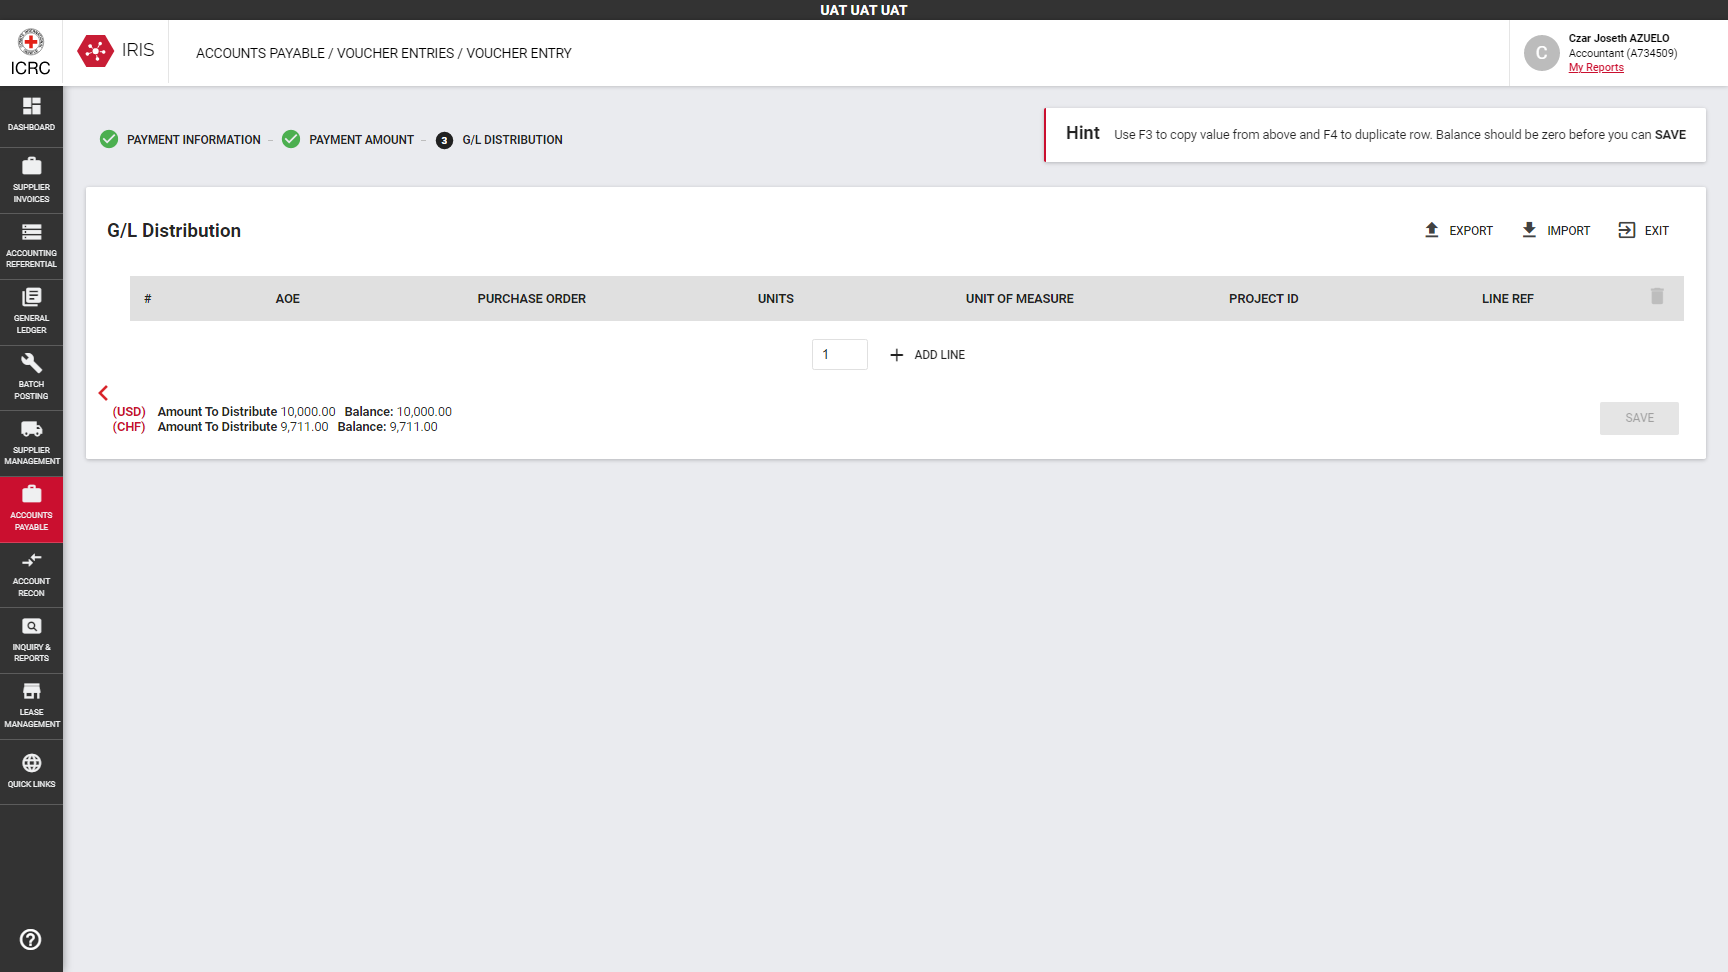 UAT UAT UAT
ICRC
IRIS
ACCOUNTS PAYABLE / VOUCHER ENTRIES / VOUCHER ENTRY
C
Czar Joseth AZUELO
Accountant (A734509)
My Reports
DASHBOARD
SUPPLIER
INVOICES
ACCOUNTING
REFERENTIAL
GENERAL
LEDGER
BATCH
POSTING
SUPPLIER
MANAGEMENT
ACCOUNTS
PAYABLE
ACCOUNT
RECON
INQUIRY &
REPORTS
LEASE
MANAGEMENT
QUICK LINKS
PAYMENT INFORMATION – PAYMENT AMOUNT – 3 G/L DISTRIBUTION
Hint Use F3 to copy value from above and F4 to duplicate row. Balance should be zero before you can SAVE
G/L Distribution
EXPORT IMPORT EXIT
# AOE PURCHASE ORDER UNITS UNIT OF MEASURE PROJECT ID LINE REF
1 + ADD LINE
(USD) Amount To Distribute 10,000.00 Balance: 10,000.00
(CHF) Amount To Distribute 9,711.00 Balance: 9,711.00
SAVE